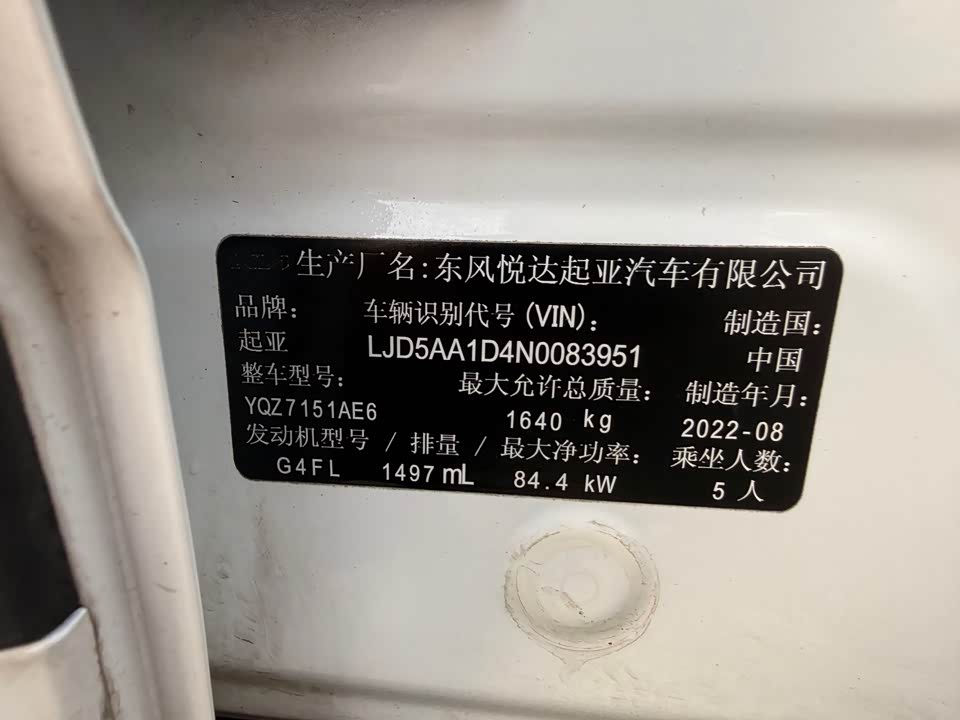 生产厂名:东风悦达起亚汽车有限公司
品牌: 车辆识别代号(VIN): 制造国:
起亚 LJD5AA1D4N0083951 中国
整车型号: 最大允许总质量: 制造年月:
YQZ7151AE6 1640 kg 2022-08
发动机型号 / 排量 / 最大净功率: 乘坐人数:
G4FL 1497 mL 84.4 kW 5 人